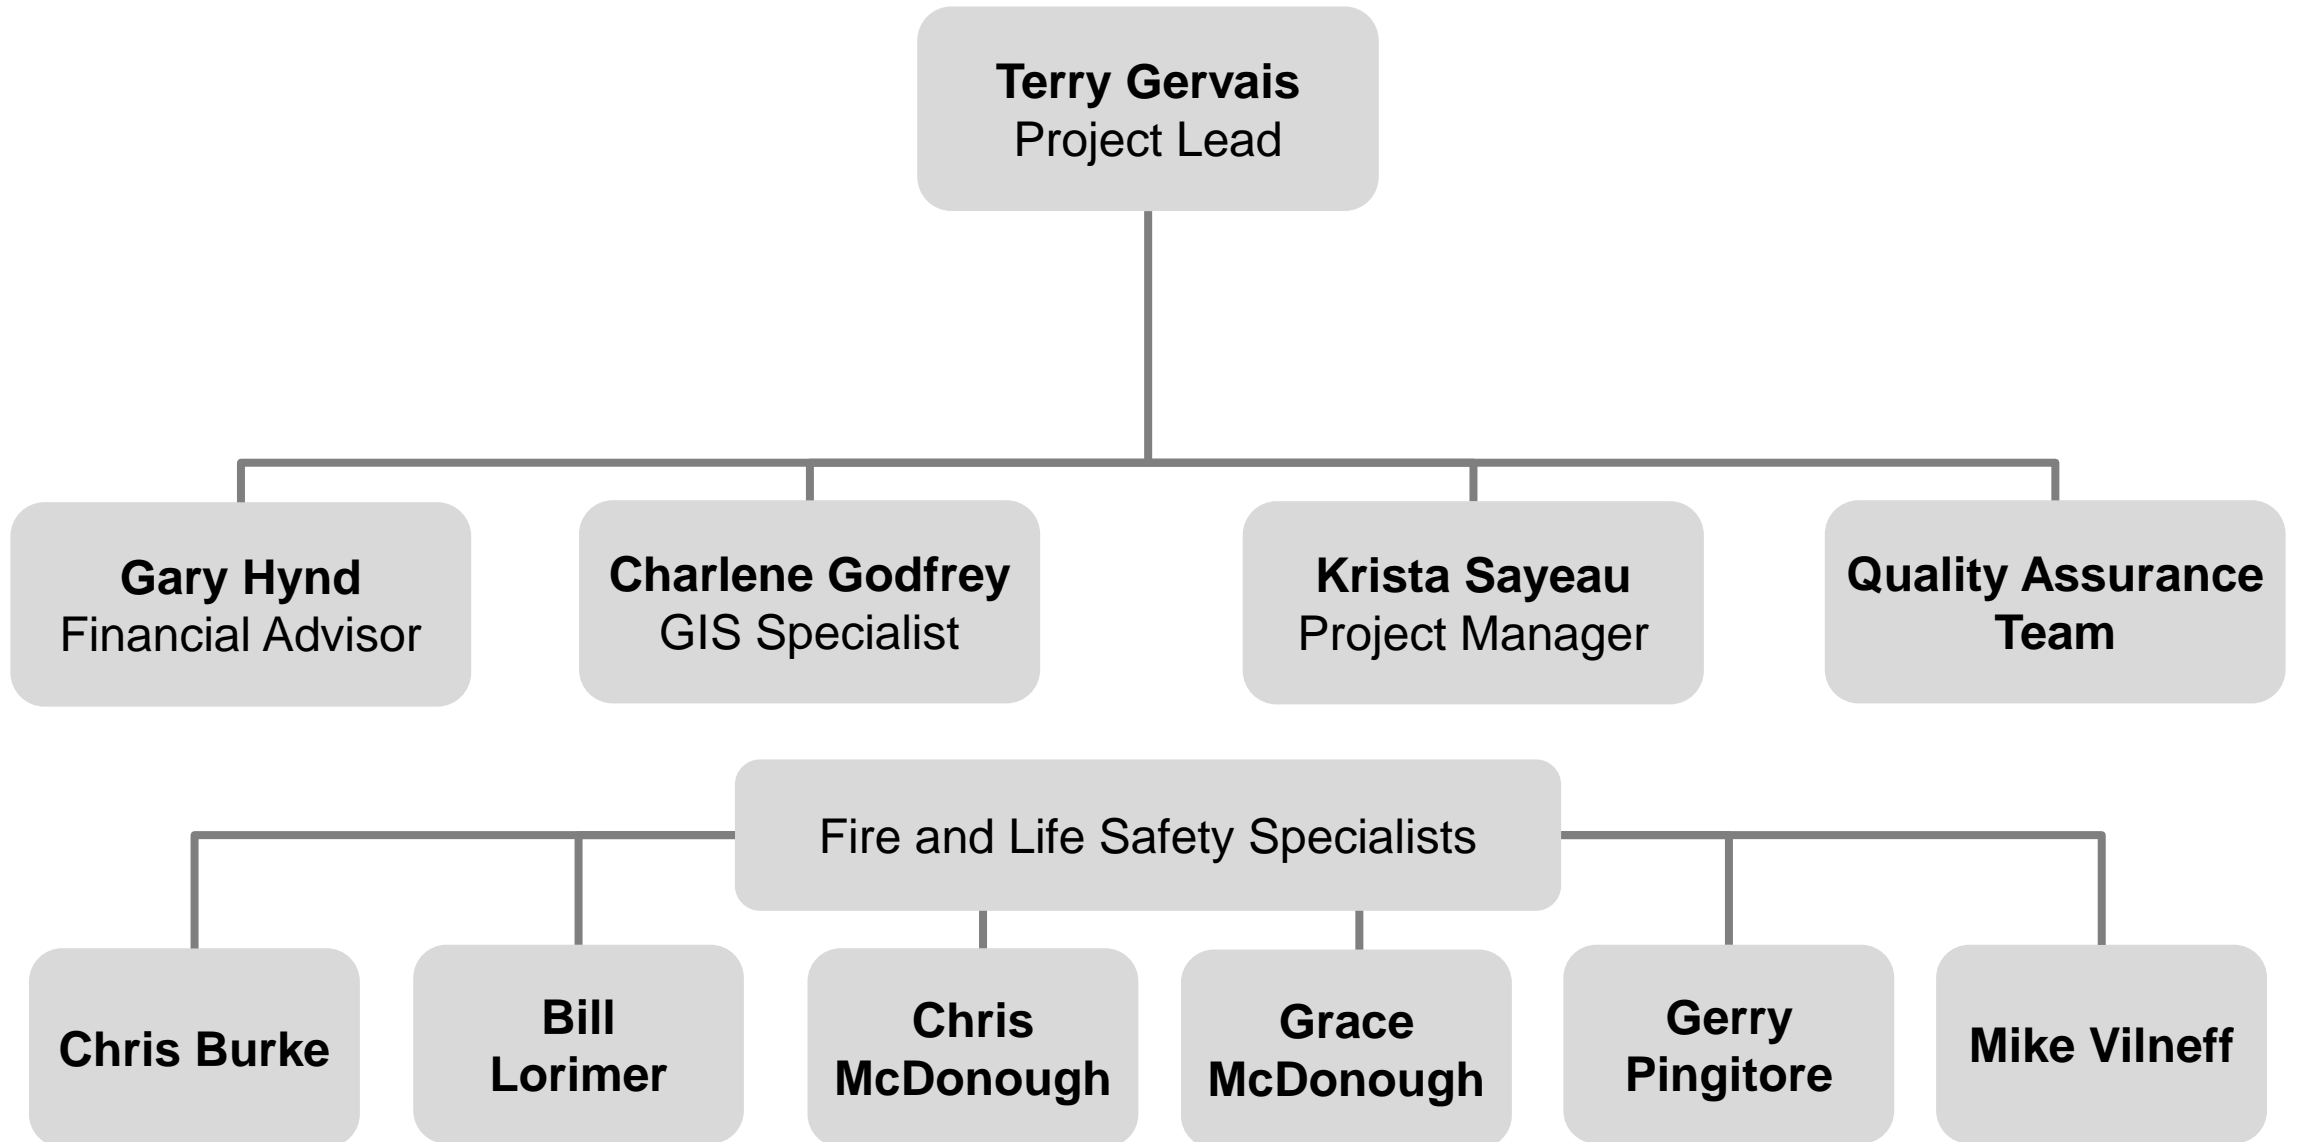 Terry Gervais
Project Lead
Gary Hynd
Financial Advisor
Charlene Godfrey
GIS Specialist
Krista Sayeau
Project Manager
Quality Assurance
Team
Fire and Life Safety Specialists
Chris Burke
Bill
Lorimer
Chris
McDonough
Grace
McDonough
Gerry
Pingitore
Mike Vilneff